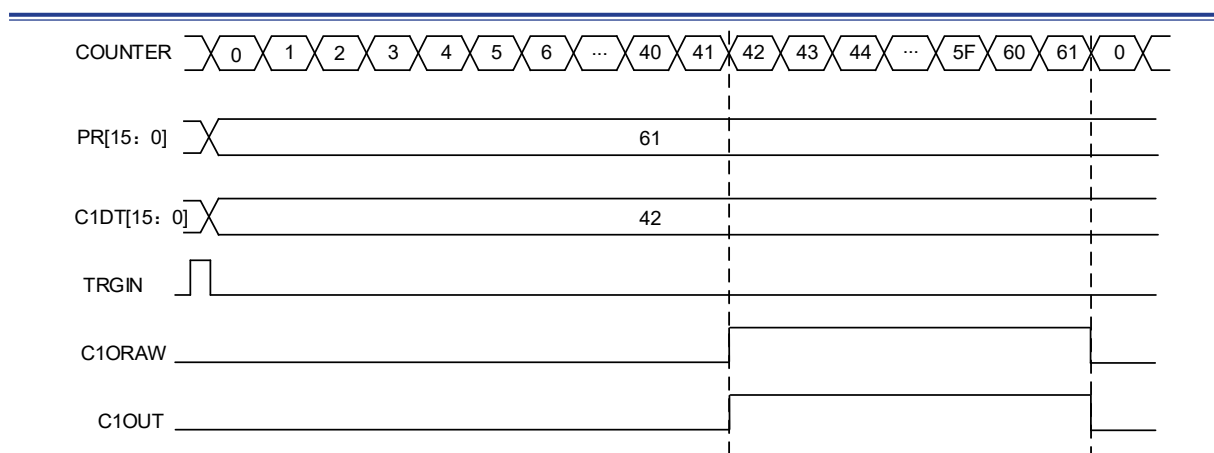 COUNTER 0 1 2 3 4 5 6 ... 40 41 42 43 44 ... 5F 60 61 0
PR[15：0] 61
C1DT[15：0] 42
TRGIN
C1ORAW
C1OUT